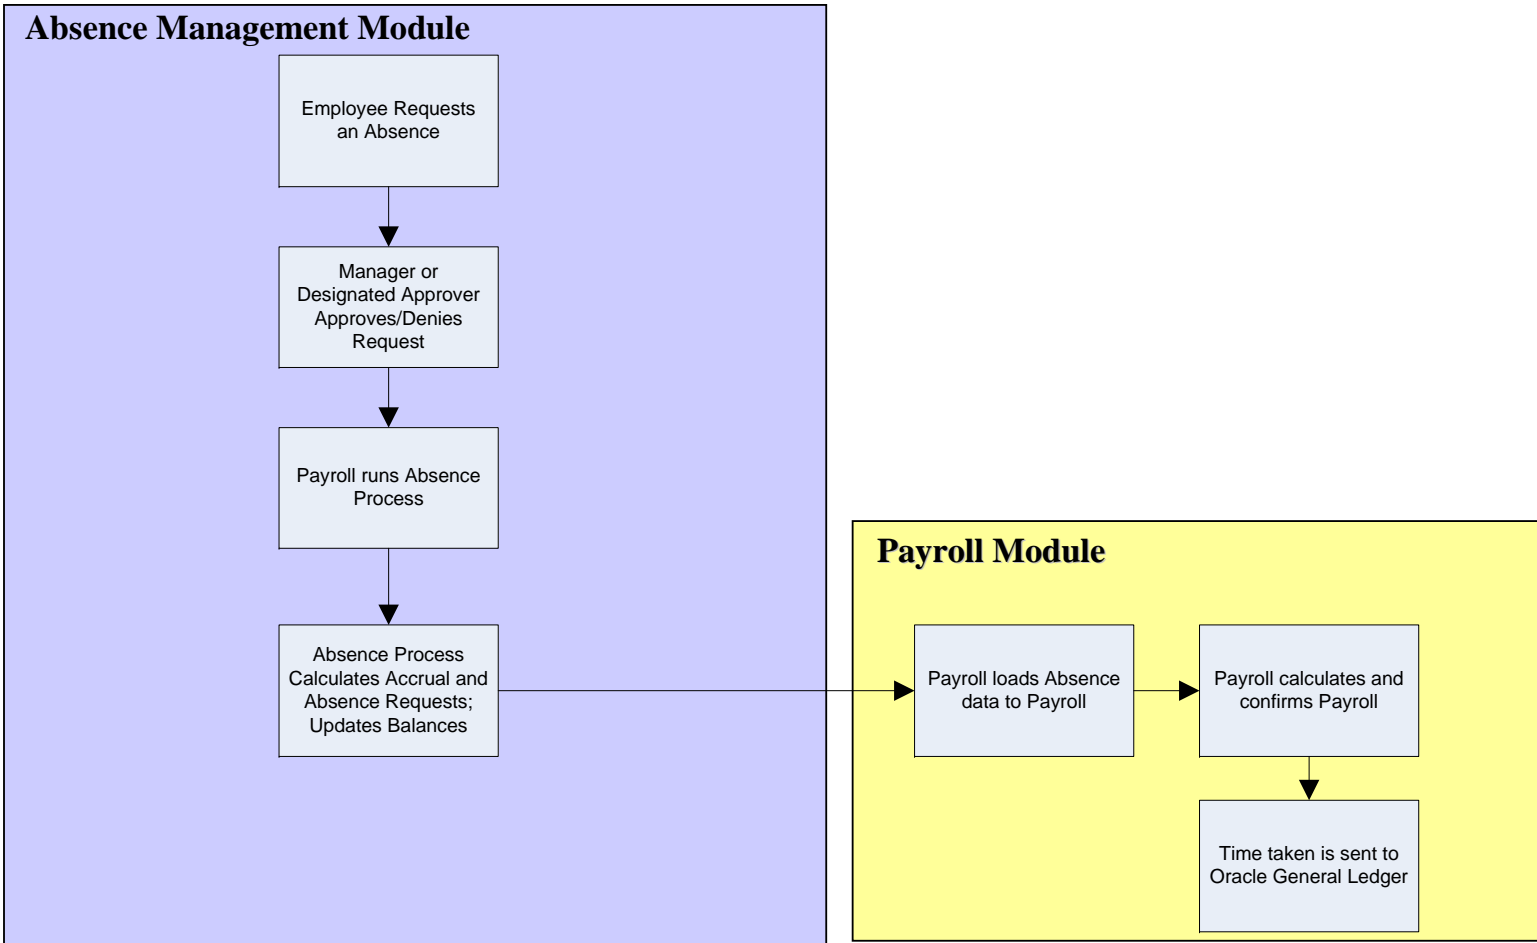 Absence Management Module
Employee Requests
an Absence
Manager or
Designated Approver
Approves/Denies
Request
Payroll runs Absence
Process
Absence Process
Calculates Accrual and
Absence Requests;
Updates Balances
Payroll Module
Payroll loads Absence
data to Payroll
Payroll calculates and
confirms Payroll
Time taken is sent to
Oracle General Ledger